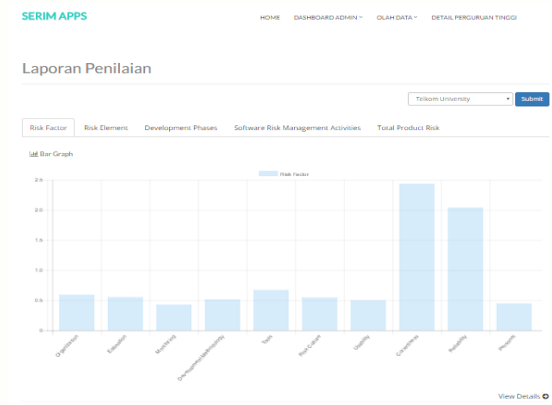 SERIM APPS
HOME DASHBOARD ADMIN OLAH DATA DETAIL PERGURUAN TINGGI
Laporan Penilaian
Telkom University Submit
Risk Factor Risk Element Development Phases Software Risk Management Activities Total Product Risk
Bar Graph
Risk Factor
2.5
2.0
1.5
1.0
0.5
0
Organization
Estimation
Monitoring
Development Methodology
Tools
Risk Culture
Usability
Correctness
Reliability
Personnel
View Details